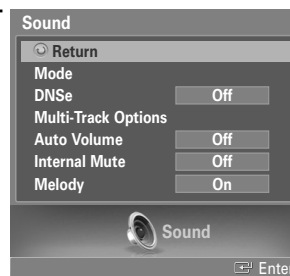 Sound
Return
Mode
DNSe Off
Multi-Track Options
Auto Volume Off
Internal Mute Off
Melody On
Sound
Ente